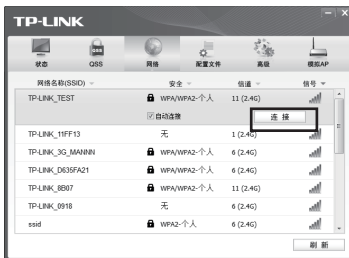 TP-LINK
状态 QSS 网络 配置文件 高级 模拟AP
网络名称(SSID) 安全 信道 信号
TP-LINK_TEST WPA/WPA2-个人 11 (2.4G)
自动连接 连 接
TP-LINK_11FF13 无 1 (2.4G)
TP-LINK_3G_MANNN WPA/WPA2-个人 6 (2.4G)
TP-LINK_D635FA21 WPA/WPA2-个人 6 (2.4G)
TP-LINK_8B07 WPA/WPA2-个人 11 (2.4G)
TP-LINK_0918 无 6 (2.4G)
ssid WPA2-个人 6 (2.4G)
刷 新